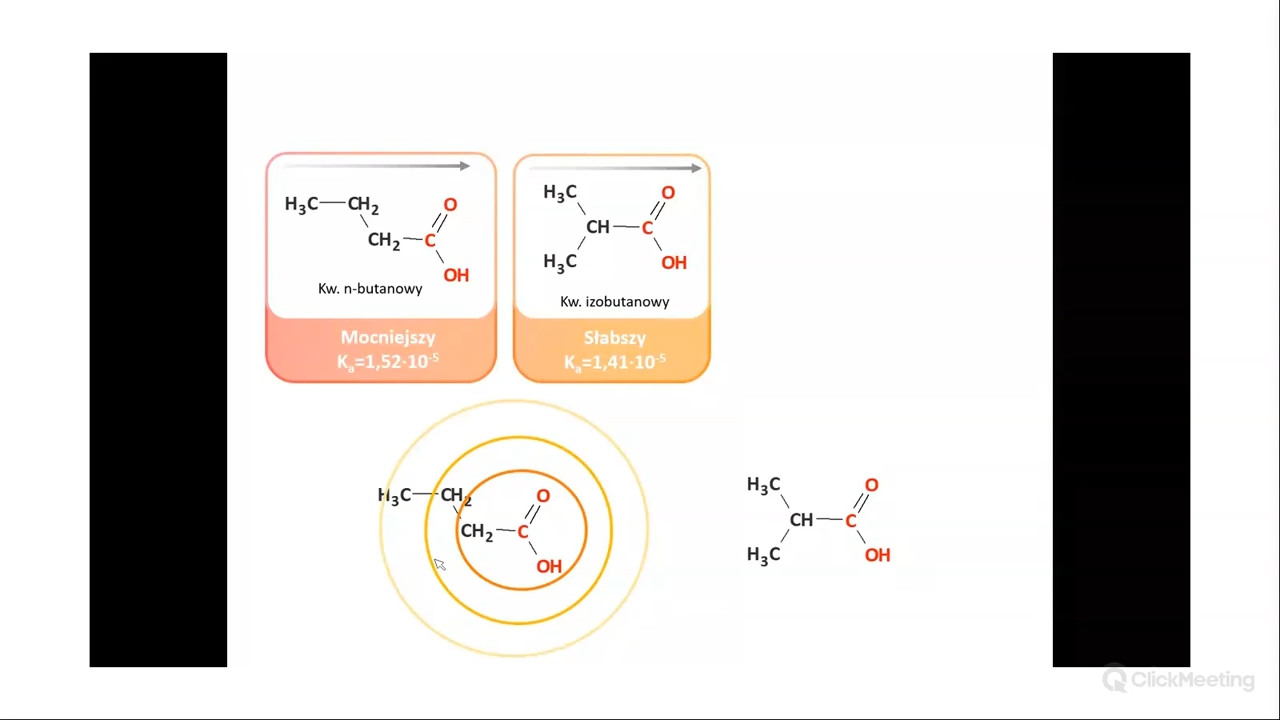 H₃C—CH₂
O
CH₂—C
OH
Kw. n-butanowy
Mocniejszy
Kₐ=1,52·10⁻⁵
H₃C
O
CH—C
H₃C
OH
Kw. izobutanowy
Słabszy
Kₐ=1,41·10⁻⁵
H₃C—CH₂
O
CH₂—C
OH
H₃C
O
CH—C
H₃C
OH
ClickMeeting